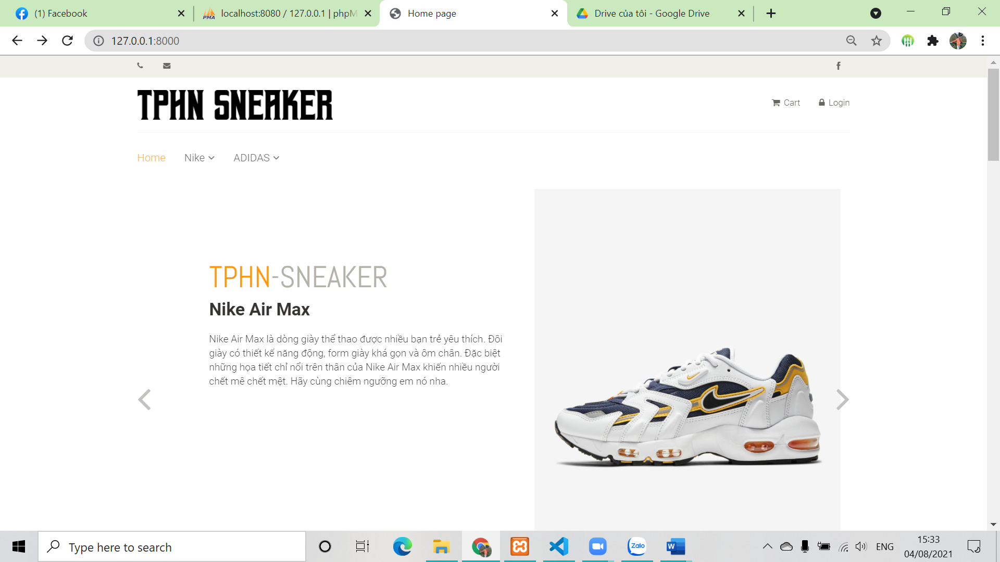 (1) Facebook
localhost:8080 / 127.0.0.1 | phpM
Home page
Drive của tôi - Google Drive
127.0.0.1:8000
TPHN SNEAKER
Cart
Login
Home
Nike
ADIDAS
TPHN-SNEAKER
Nike Air Max
Nike Air Max là dòng giày thể thao được nhiều bạn trẻ yêu thích. Đôi
giày có thiết kế năng động, form giày khá gọn và ôm chân. Đặc biệt
những họa tiết chỉ nổi trên thân của Nike Air Max khiến nhiều người
chết mê chết mệt. Hãy cùng chiêm ngưỡng em nó nha.
Type here to search
Zalo
ENG
15:33
04/08/2021